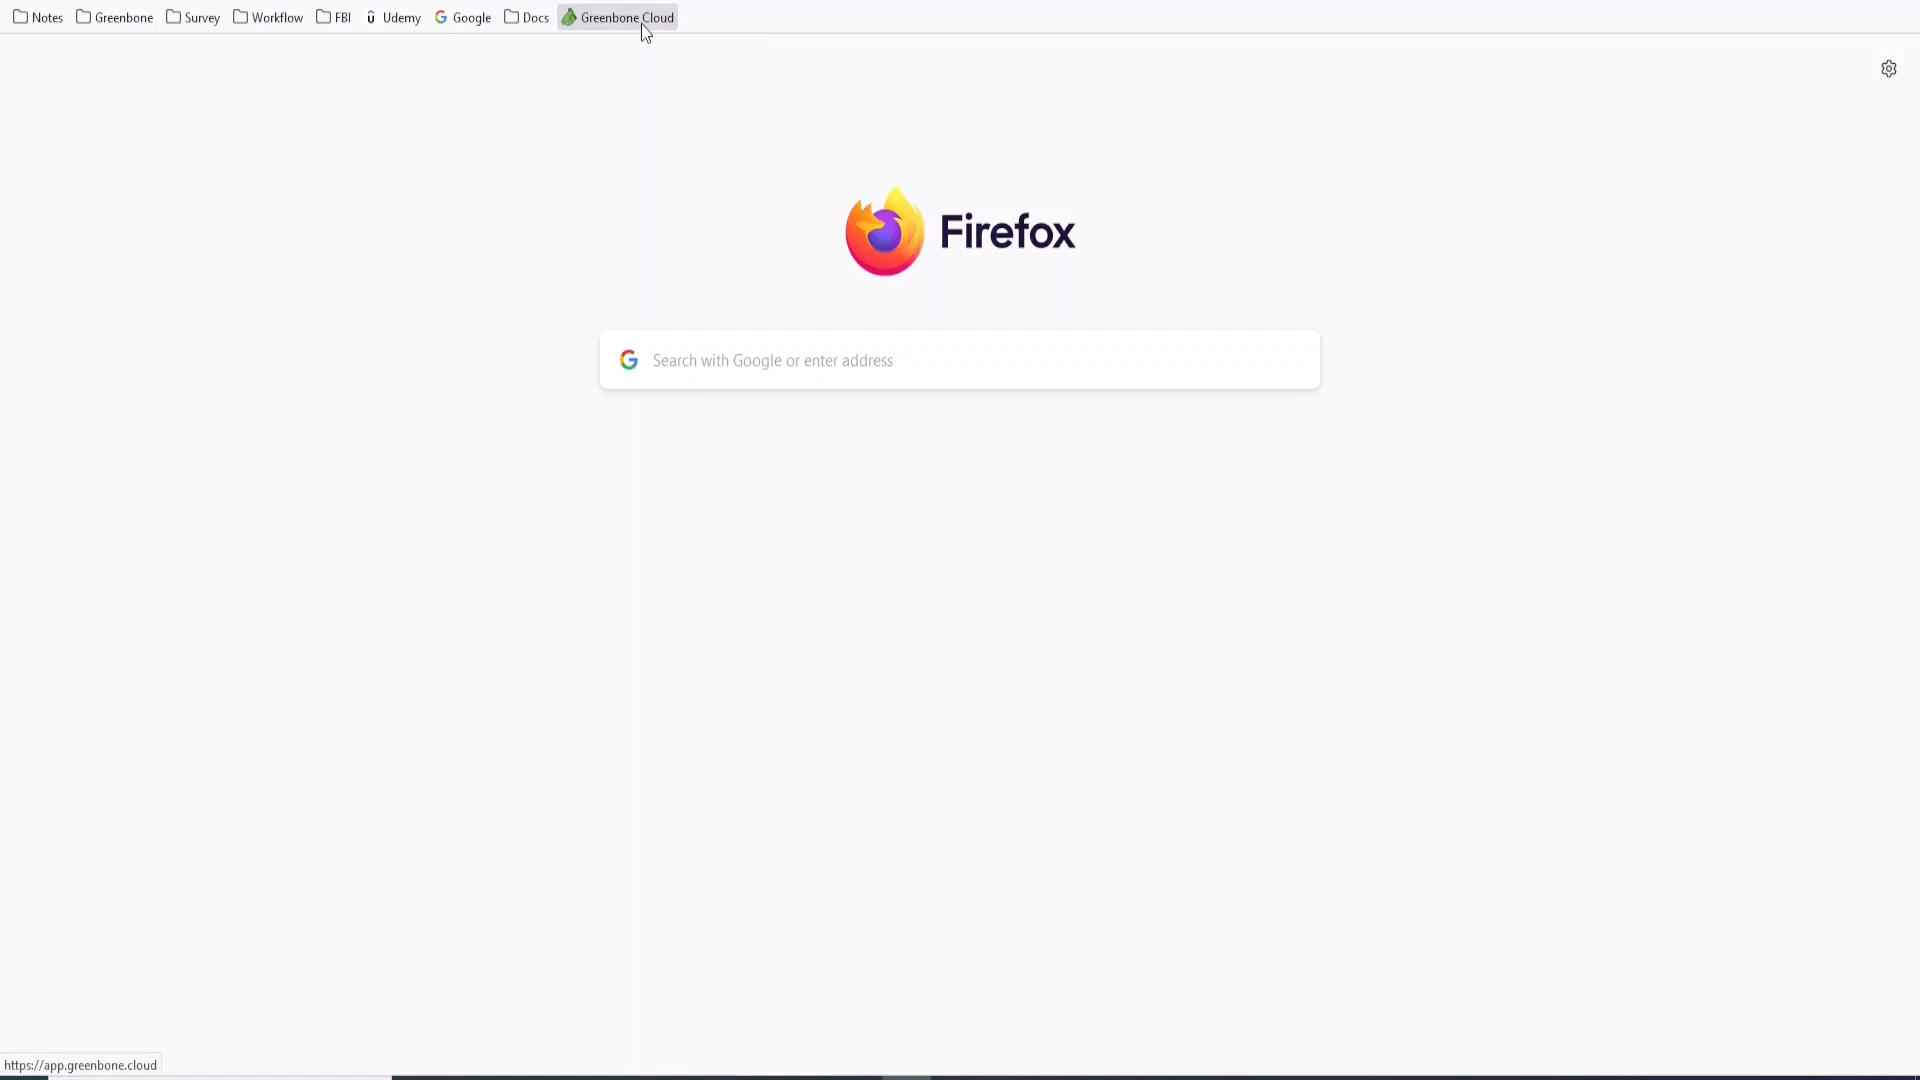 Notes Greenbone Survey Workflow FBI Udemy Google Docs Greenbone Cloud
Firefox
Search with Google or enter address
https://app.greenbone.cloud